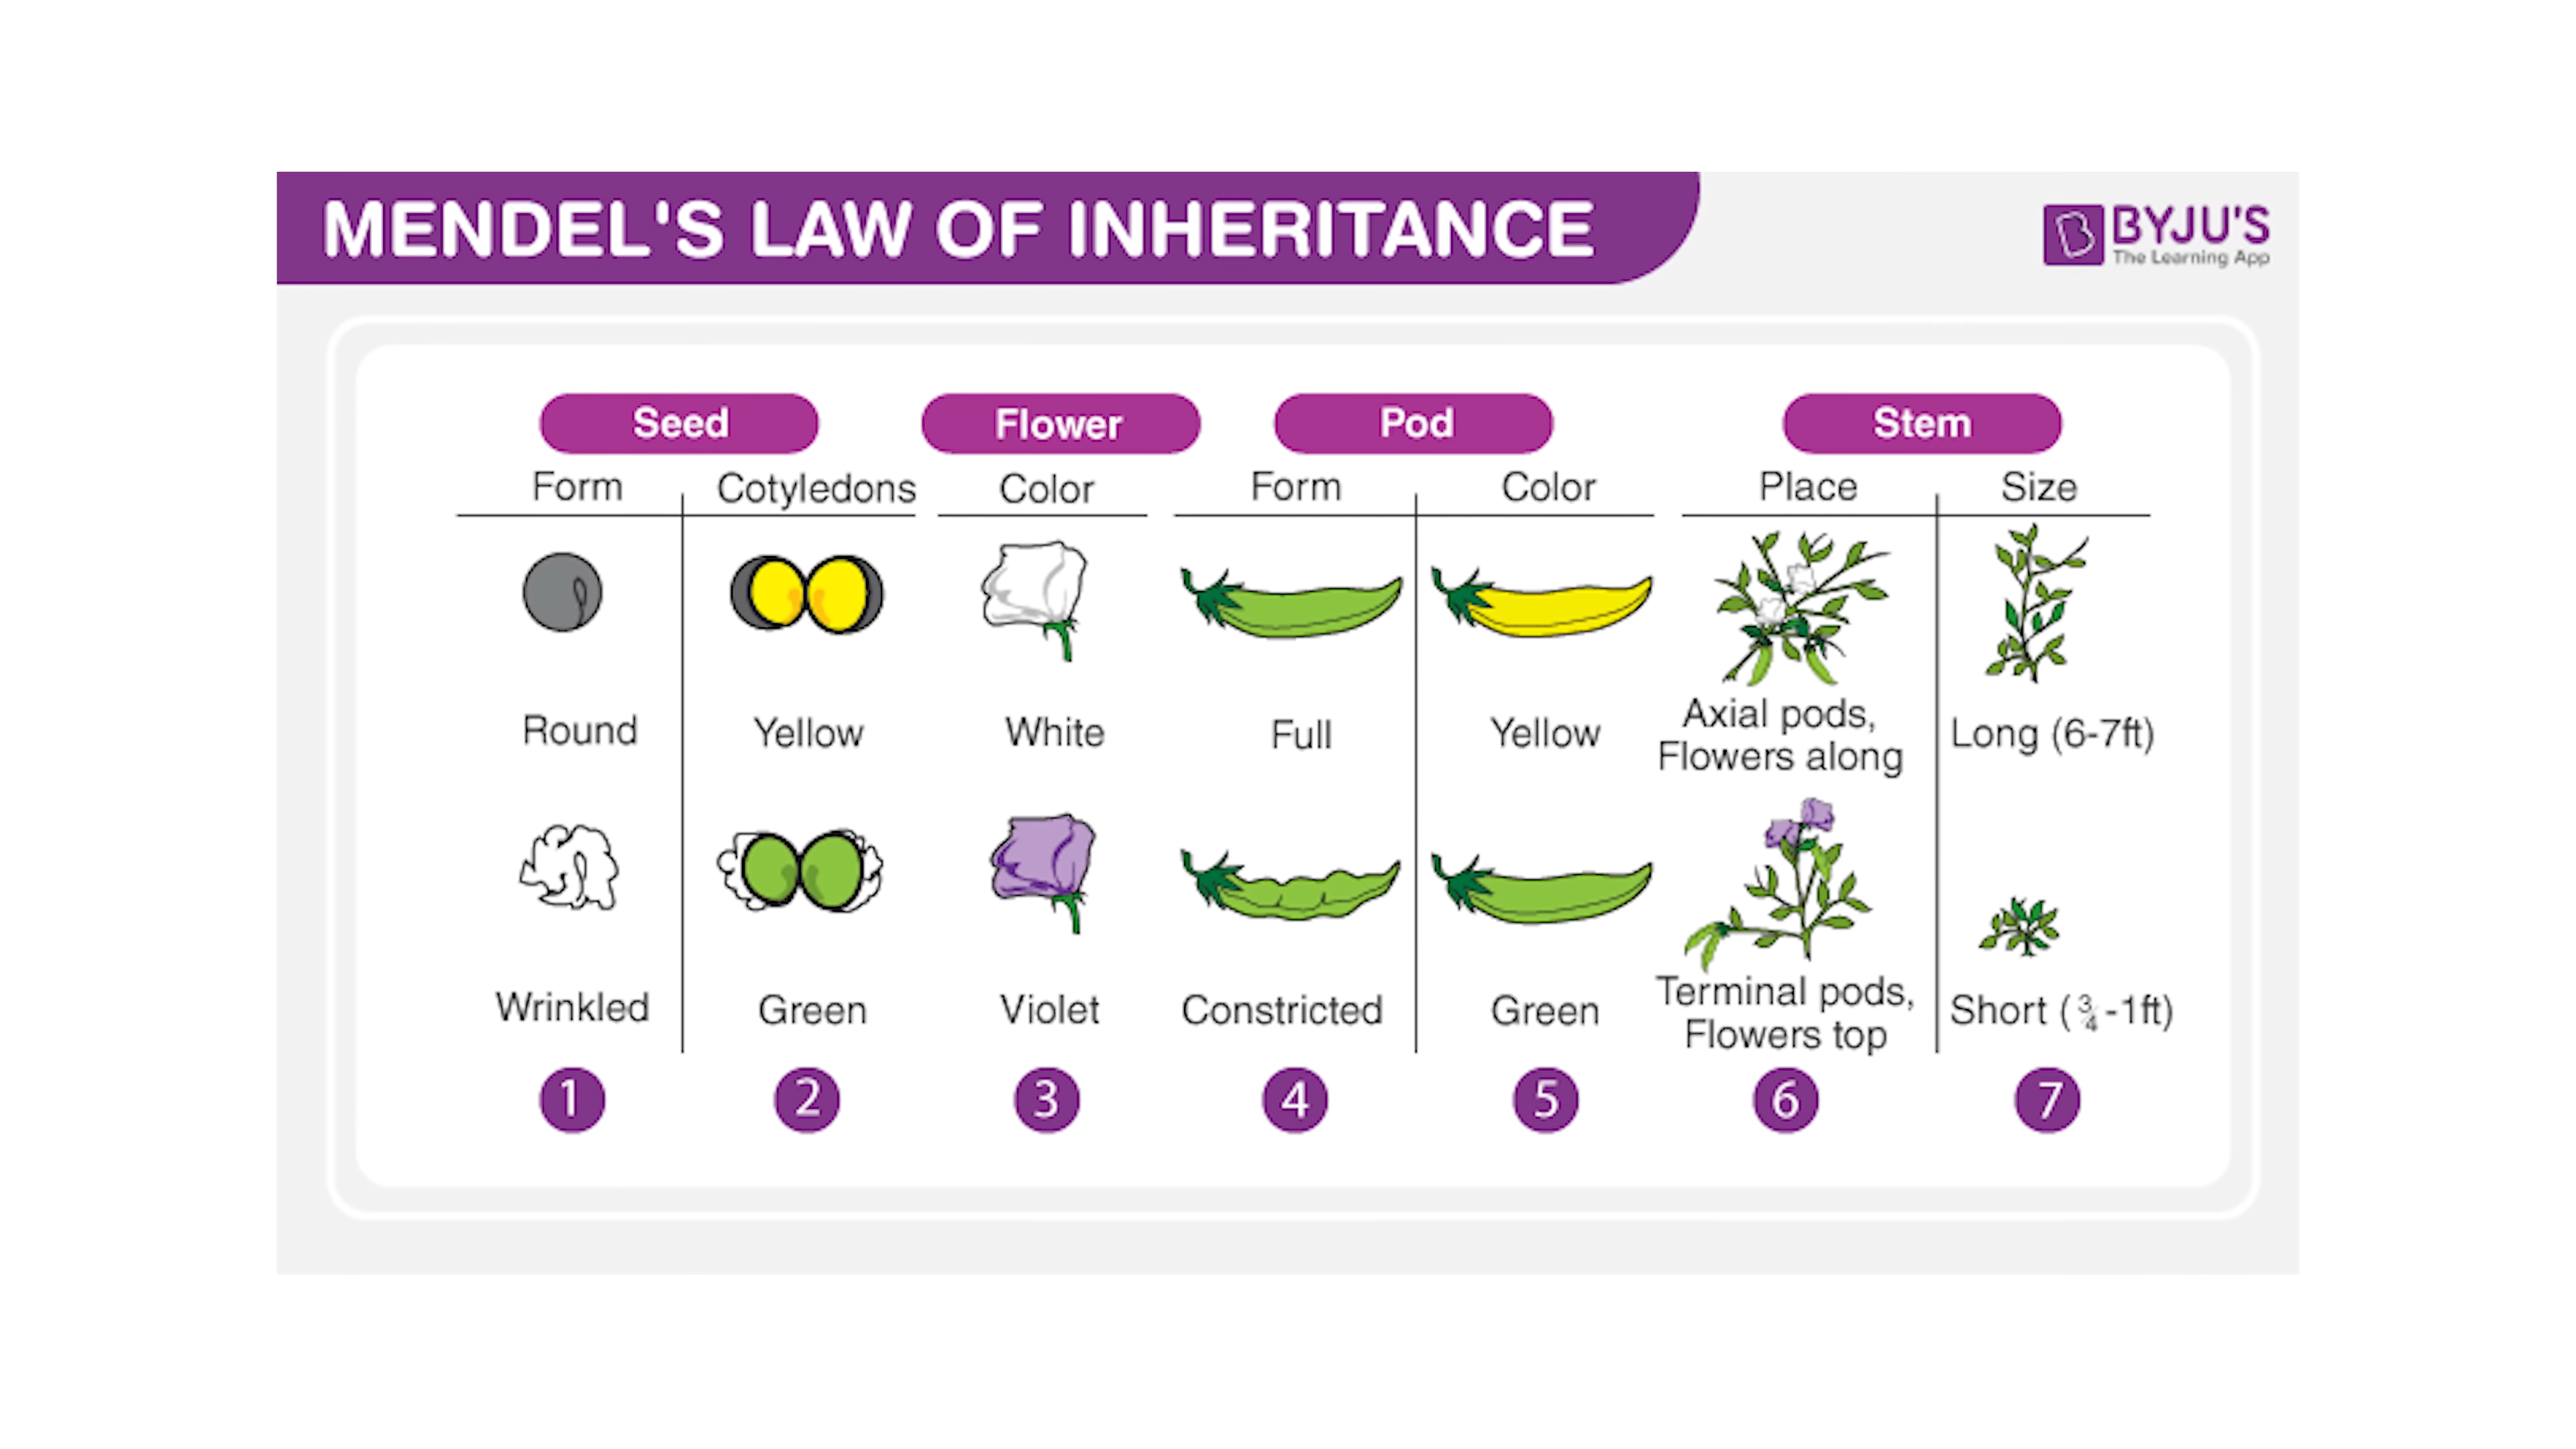 MENDEL'S LAW OF INHERITANCE
BYJU'S
The Learning App
Seed
Flower
Pod
Stem
Form
Cotyledons
Color
Form
Color
Place
Size
Round
Yellow
White
Full
Yellow
Axial pods,
Flowers along
Long (6-7ft)
Wrinkled
Green
Violet
Constricted
Green
Terminal pods,
Flowers top
Short (¾-1ft)
1
2
3
4
5
6
7